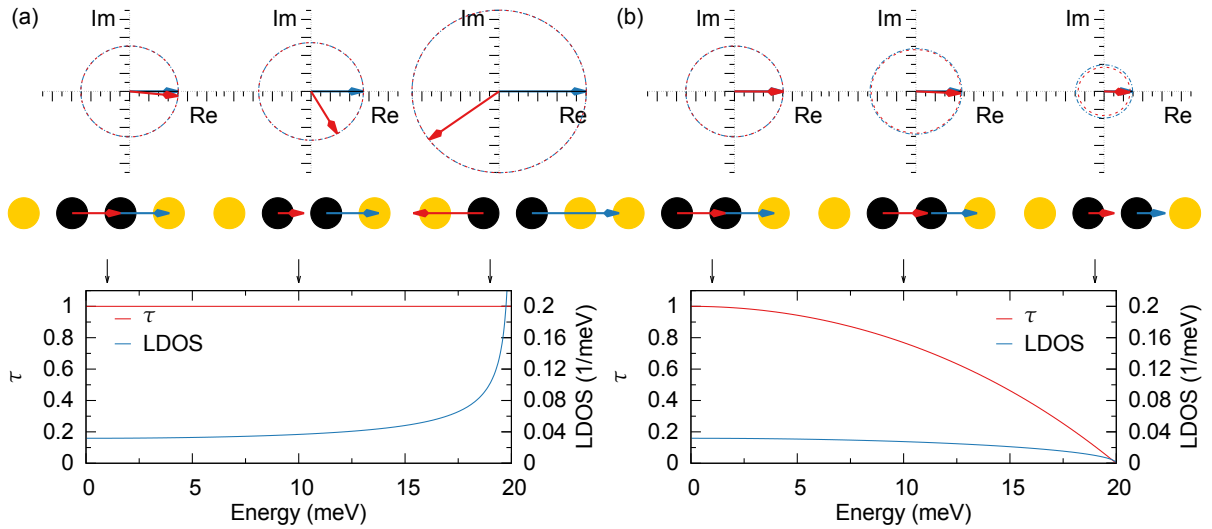 (a)
Im
Im
Im
Re
Re
Re
1
0.8
0.6
0.4
0.2
0
τ
τ
LDOS
0.2
0.16
0.12
0.08
0.04
0
LDOS (1/meV)
0
5
10
15
20
Energy (meV)
(b)
Im
Im
Im
Re
Re
Re
1
0.8
0.6
0.4
0.2
0
τ
τ
LDOS
0.2
0.16
0.12
0.08
0.04
0
LDOS (1/meV)
0
5
10
15
20
Energy (meV)